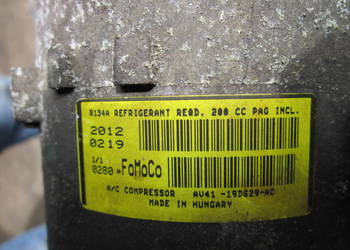 R134A REFRIGERANT REQD. 200 CC PAG INCL.
2012
0219
1/1
0280 FoMoCo
A/C COMPRESSOR AV41 -19D629-AC
MADE IN HUNGARY